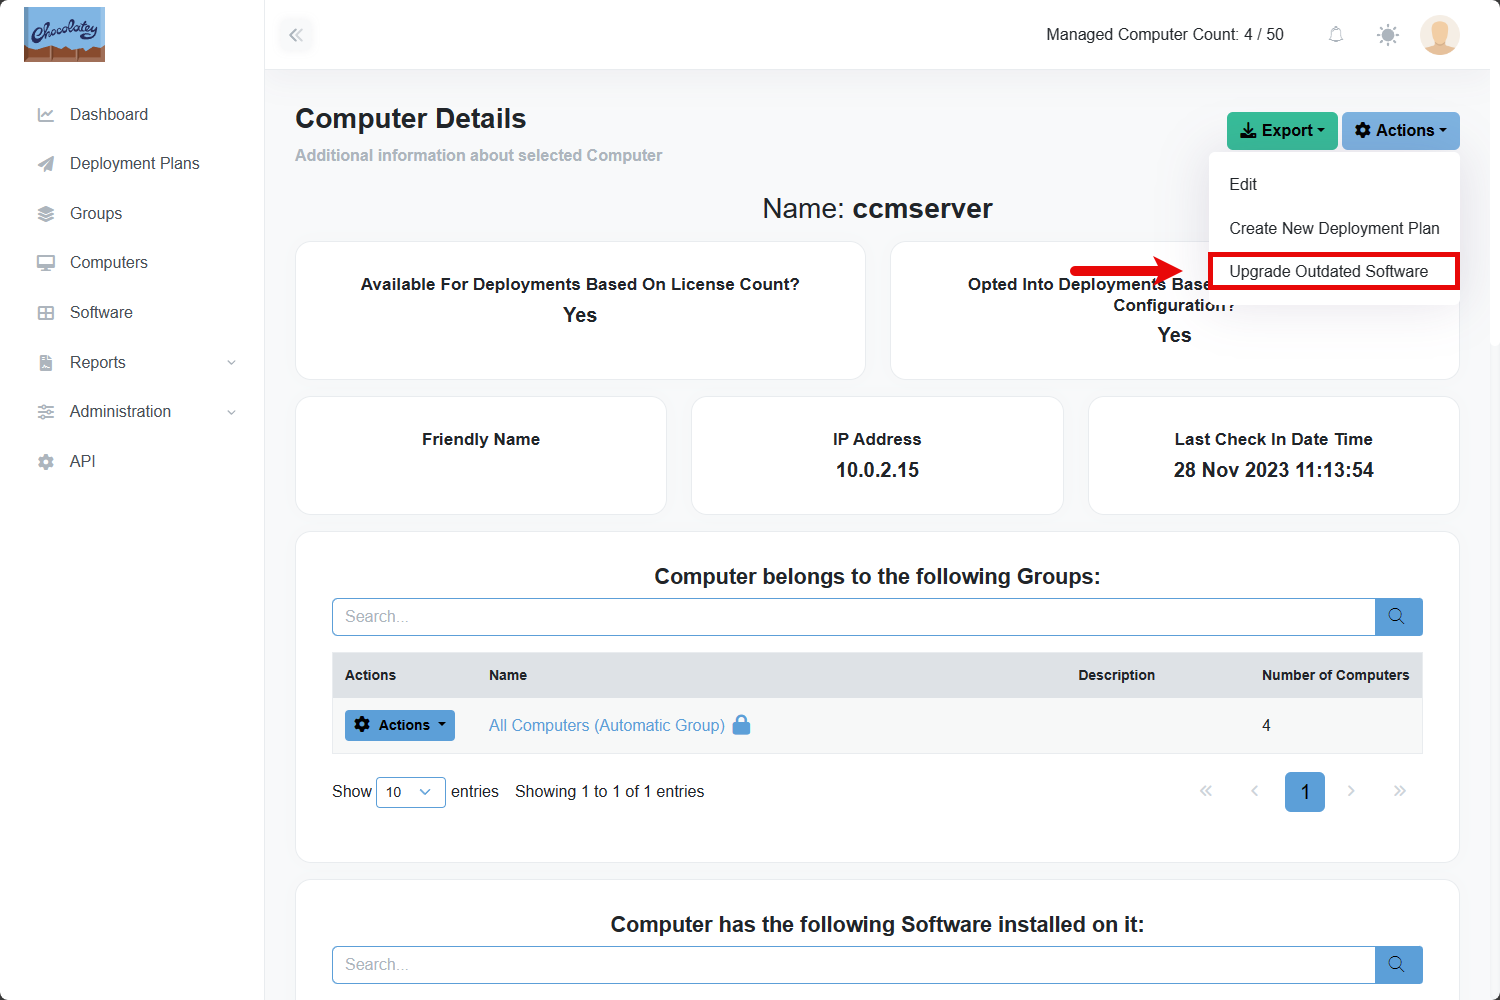 Chocolatey
Managed Computer Count: 4 / 50
Dashboard
Deployment Plans
Groups
Computers
Software
Reports
Administration
API
Computer Details
Additional information about selected Computer
Export
Actions
Edit
Create New Deployment Plan
Upgrade Outdated Software
Name: ccmserver
Available For Deployments Based On License Count?
Yes
Opted Into Deployments Base
Configuration?
Yes
Friendly Name
IP Address
10.0.2.15
Last Check In Date Time
28 Nov 2023 11:13:54
Computer belongs to the following Groups:
Search...
Actions Name Description Number of Computers
Actions All Computers (Automatic Group) 4
Show 10 entries Showing 1 to 1 of 1 entries
1
Computer has the following Software installed on it:
Search...